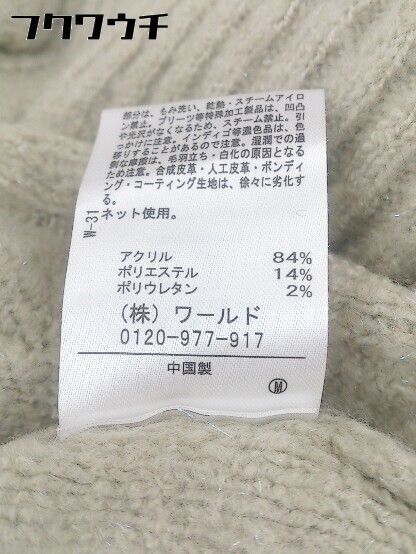 フクワウチ
部分は、もみ洗い、乾熱・スチームアイロ
ン禁止。プリーツ等特殊加工製品は、凹凸
や光沢がなくなるため、スチーム禁止。引
っかけに注意。インディゴ等濃色品は、色
移りすることがあるので注意。湿潤での過
剰な摩擦は、毛羽立ち・白化の原因となる
ため注意。合成皮革・人工皮革・ボンディ
ング・コーティング生地は、徐々に劣化す
る。
W-31 ネット使用。
アクリル 84%
ポリエステル 14%
ポリウレタン 2%
(株) ワールド
0120-977-917
中国製
M